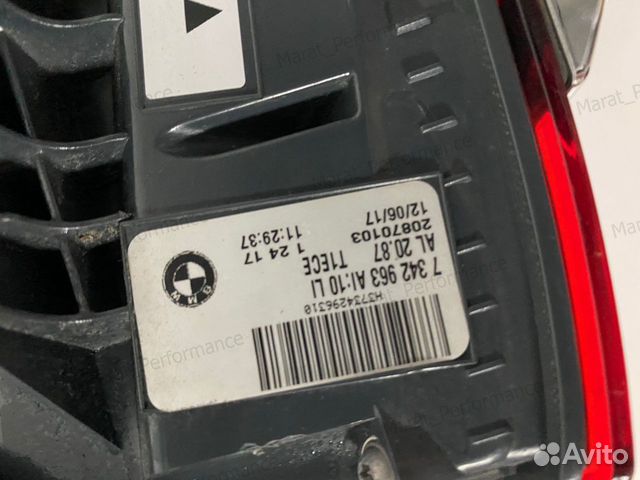 H3734296310
7 342 963 AI:10 LI
AL 20.87 T1ECE
20870103 1 24 17
12/06/17 11:29:37
BMW
Marat_Performance
Avito